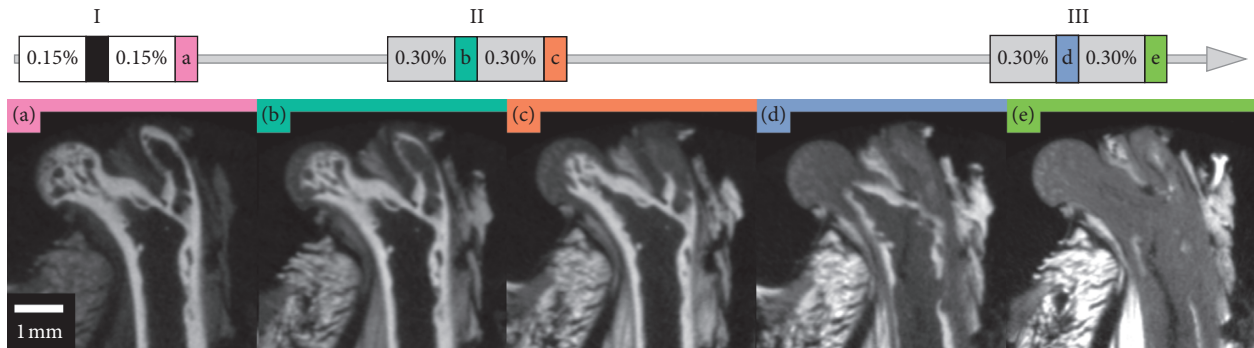 I II III
0.15% 0.15% a 0.30% b 0.30% c 0.30% d 0.30% e
(a) (b) (c) (d) (e)
1 mm